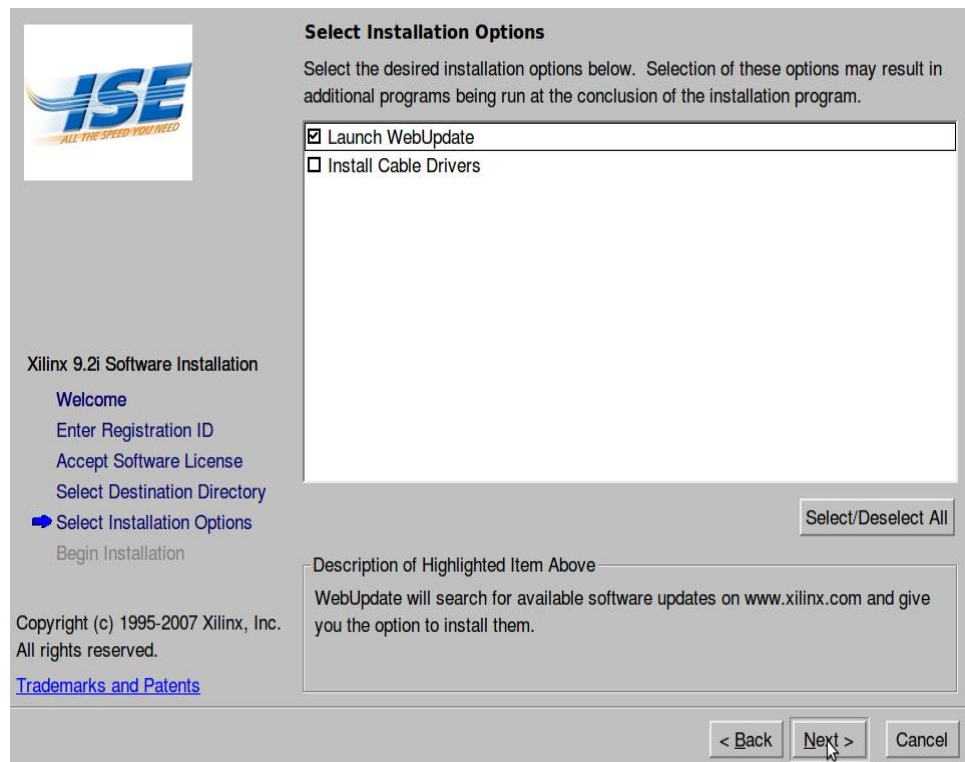 ISE
ALL THE SPEED YOU NEED
Select Installation Options
Select the desired installation options below. Selection of these options may result in
additional programs being run at the conclusion of the installation program.
Launch WebUpdate
Install Cable Drivers
Xilinx 9.2i Software Installation
Welcome
Enter Registration ID
Accept Software License
Select Destination Directory
Select Installation Options
Begin Installation
Copyright (c) 1995-2007 Xilinx, Inc.
All rights reserved.
Trademarks and Patents
Select/Deselect All
Description of Highlighted Item Above
WebUpdate will search for available software updates on www.xilinx.com and give
you the option to install them.
< Back
Next >
Cancel